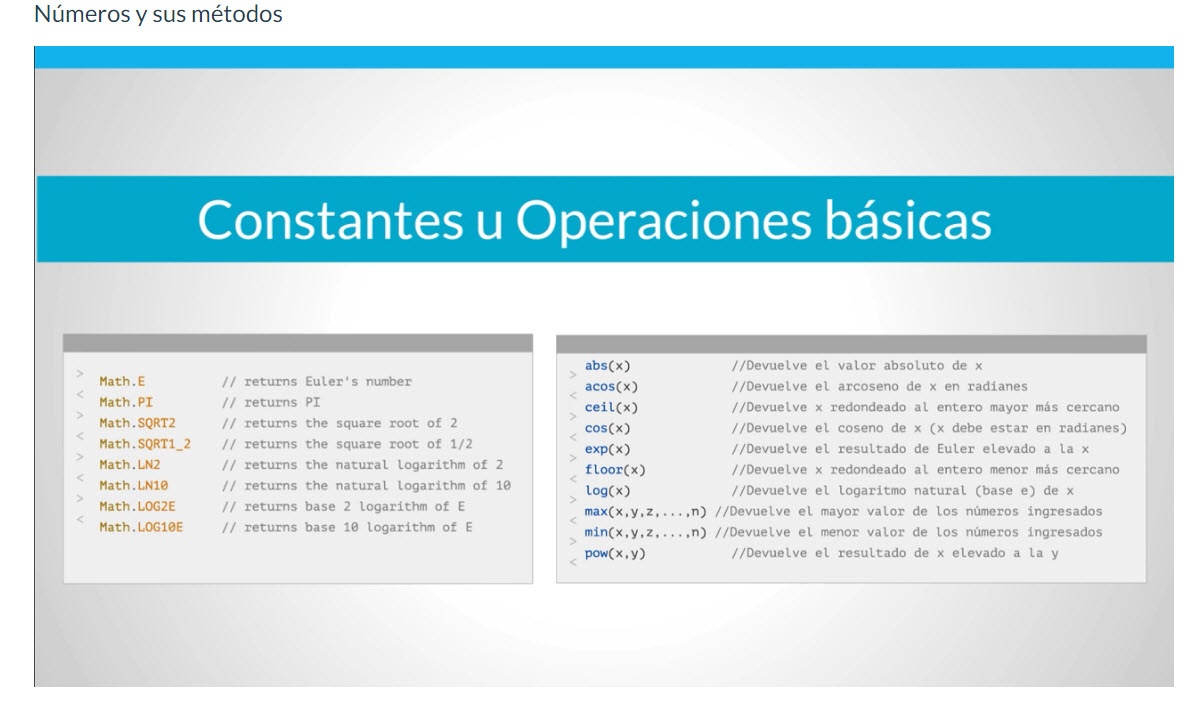 Números y sus métodos
Constantes u Operaciones básicas
> Math.E // returns Euler's number
< Math.PI // returns PI
> Math.SQRT2 // returns the square root of 2
< Math.SQRT1_2 // returns the square root of 1/2
> Math.LN2 // returns the natural logarithm of 2
< Math.LN10 // returns the natural logarithm of 10
> Math.LOG2E // returns base 2 logarithm of E
< Math.LOG10E // returns base 10 logarithm of E
> abs(x) //Devuelve el valor absoluto de x
< acos(x) //Devuelve el arcoseno de x en radianes
> ceil(x) //Devuelve x redondeado al entero mayor más cercano
< cos(x) //Devuelve el coseno de x (x debe estar en radianes)
> exp(x) //Devuelve el resultado de Euler elevado a la x
< floor(x) //Devuelve x redondeado al entero menor más cercano
> log(x) //Devuelve el logaritmo natural (base e) de x
< max(x,y,z,...,n) //Devuelve el mayor valor de los números ingresados
> min(x,y,z,...,n) //Devuelve el menor valor de los números ingresados
< pow(x,y) //Devuelve el resultado de x elevado a la y